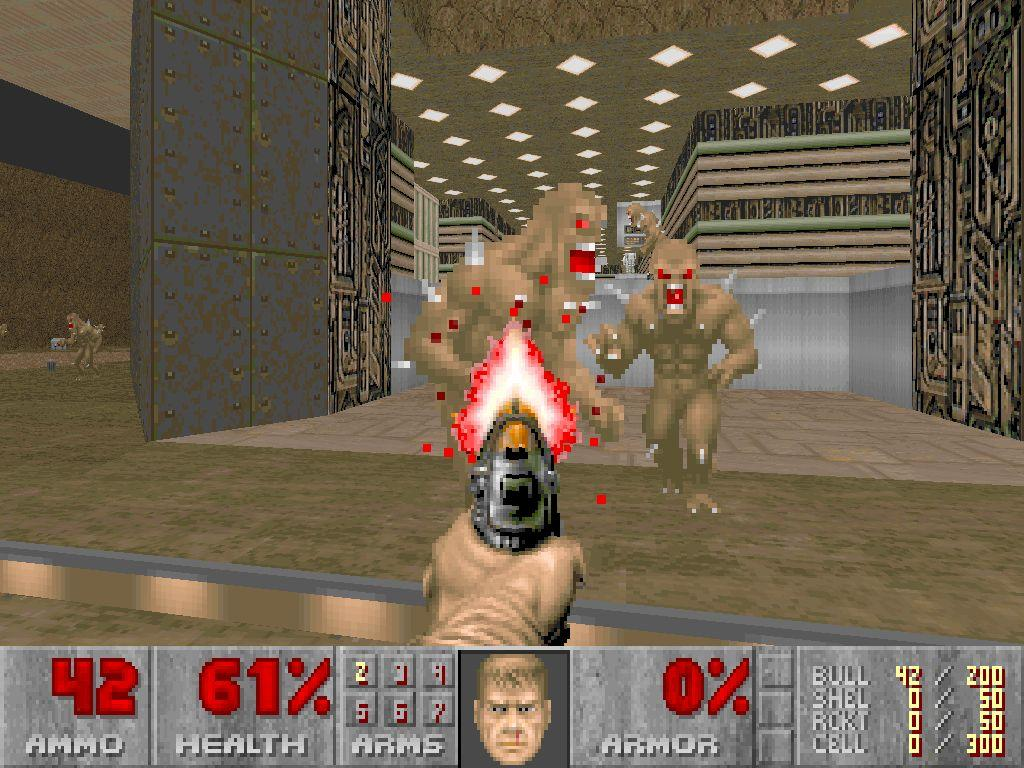 42 61% 2 3 4 0% BULL 42 / 200
5 6 7 SHEL 0 / 50
RCKT 0 / 50
AMMO HEALTH ARMS ARMOR CELL 0 / 300